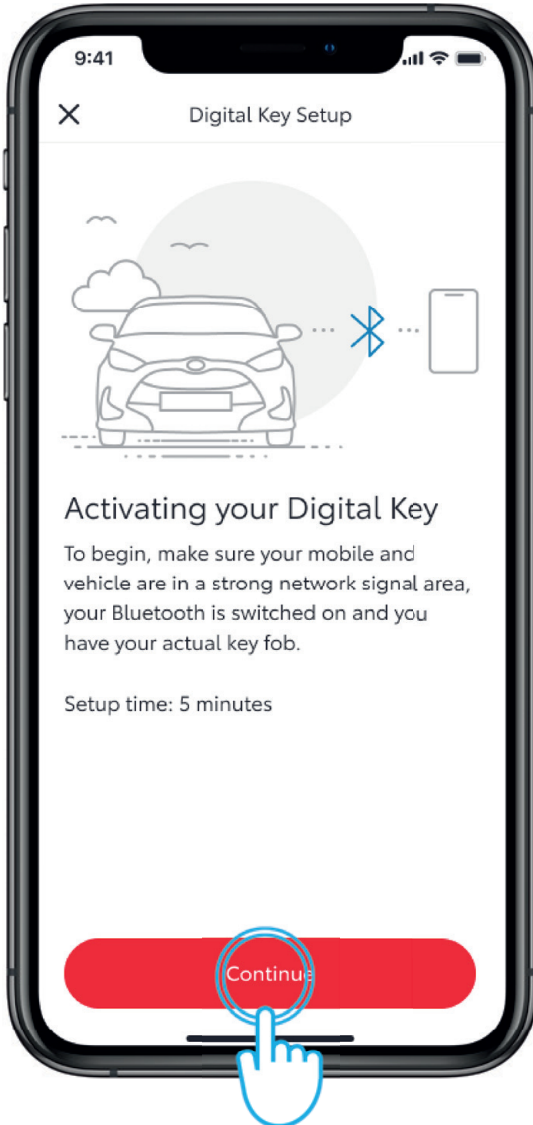 9:41
Digital Key Setup
Activating your Digital Key
To begin, make sure your mobile and
vehicle are in a strong network signal area,
your Bluetooth is switched on and you
have your actual key fob.
Setup time: 5 minutes
Continue